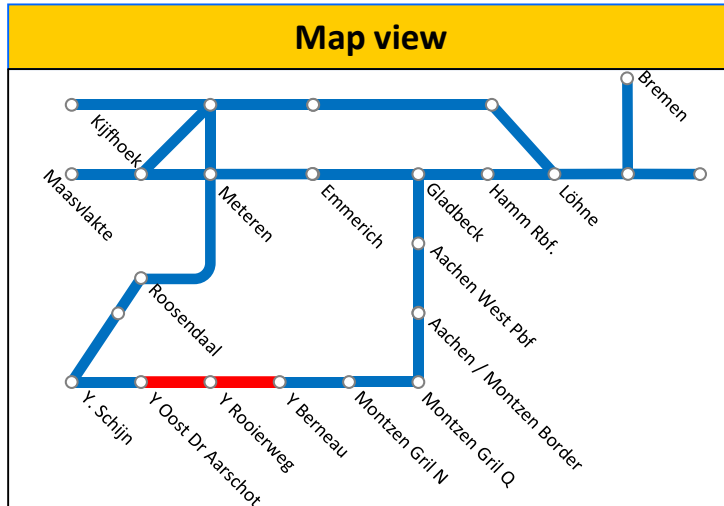 Map view
Bremen
Kijfhoek
Maasvlakte
Meteren
Emmerich
Gladbeck
Hamm Rbf.
Löhne
Aachen West Pbf
Roosendaal
Aachen / Montzen Border
Y. Schijn
Y Oost Dr Aarschot
Y Rooierweg
Y Berneau
Montzen Gril N
Montzen Gril Q